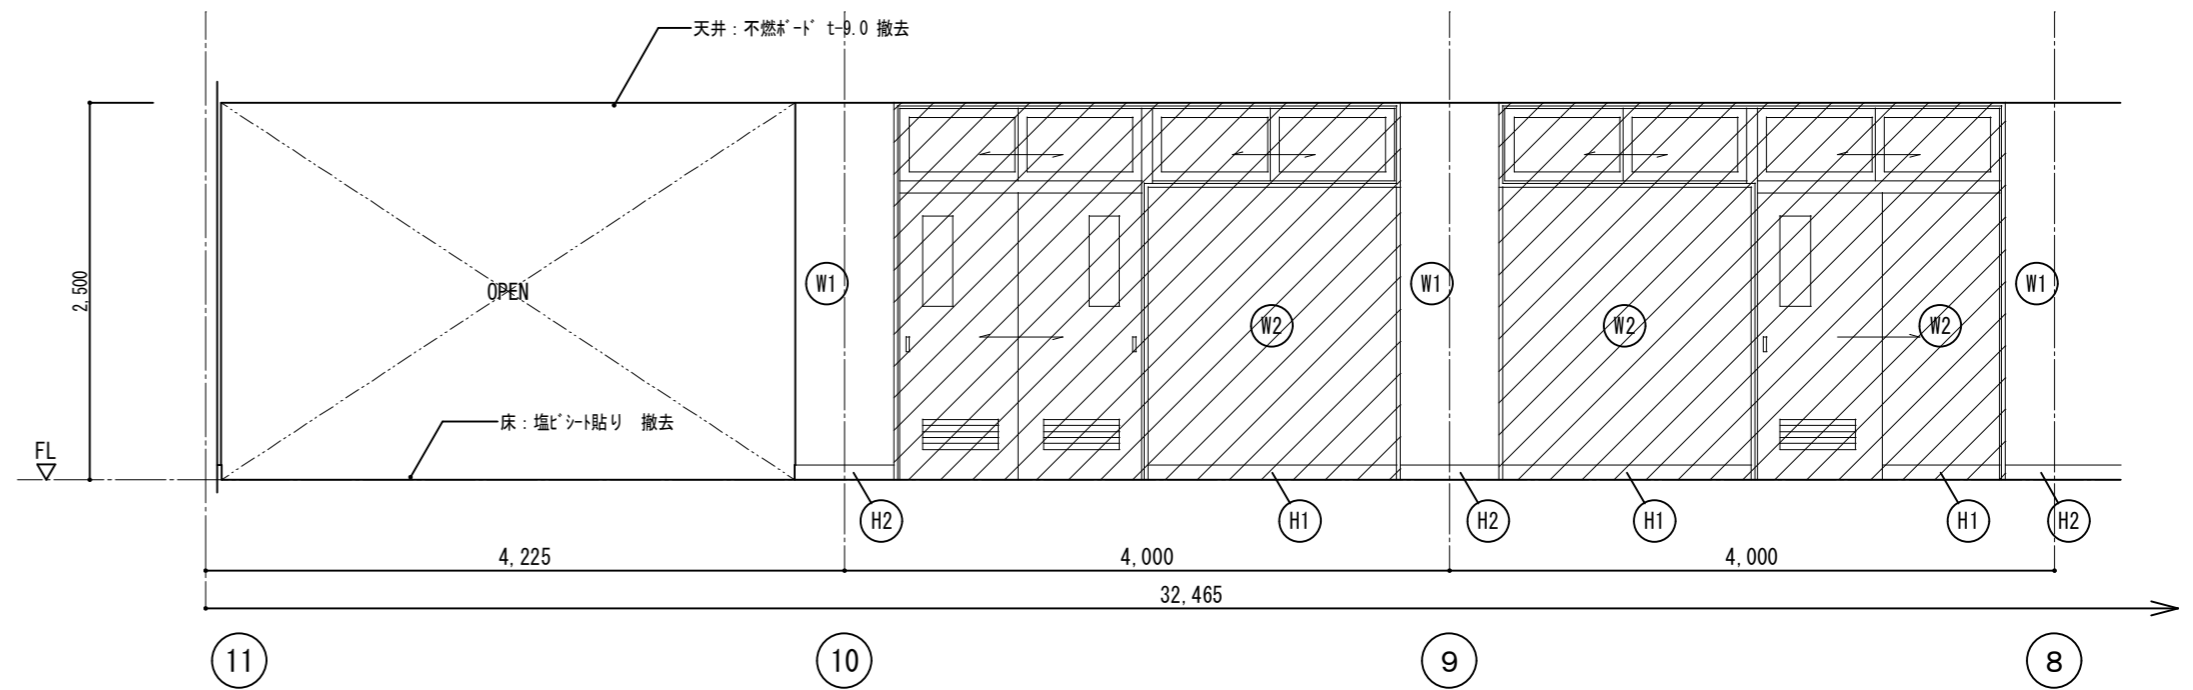 天井：不燃ﾎﾞｰﾄﾞ t-9.0 撤去
2,500
OPEN
W1
W1
W1
W2
W2
W2
床：塩ﾋﾞｼｰﾄ貼り 撤去
FL
H2
H1
H2
H1
H1
H2
4,225
4,000
4,000
32,465
11
10
9
8